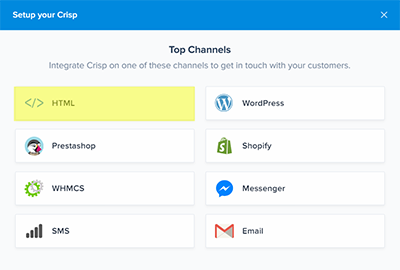 Setup your Crisp
Top Channels
Integrate Crisp on one of these channels to get in touch with your customers.
</> HTML
WordPress
Prestashop
Shopify
WHMCS
Messenger
SMS
Email